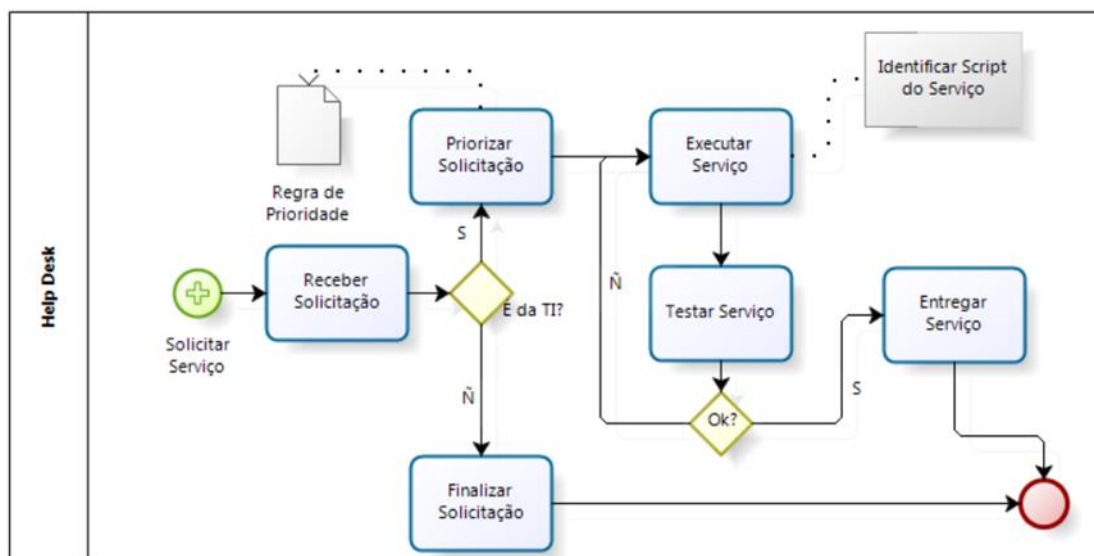 Help Desk
Identificar Script
do Serviço
Priorizar
Solicitação
Executar
Serviço
Regra de
Prioridade
S
Receber
Solicitação
E da TI?
Solicitar
Serviço
Ñ
Testar Serviço
Entregar
Serviço
Ñ
Ok?
S
Finalizar
Solicitação